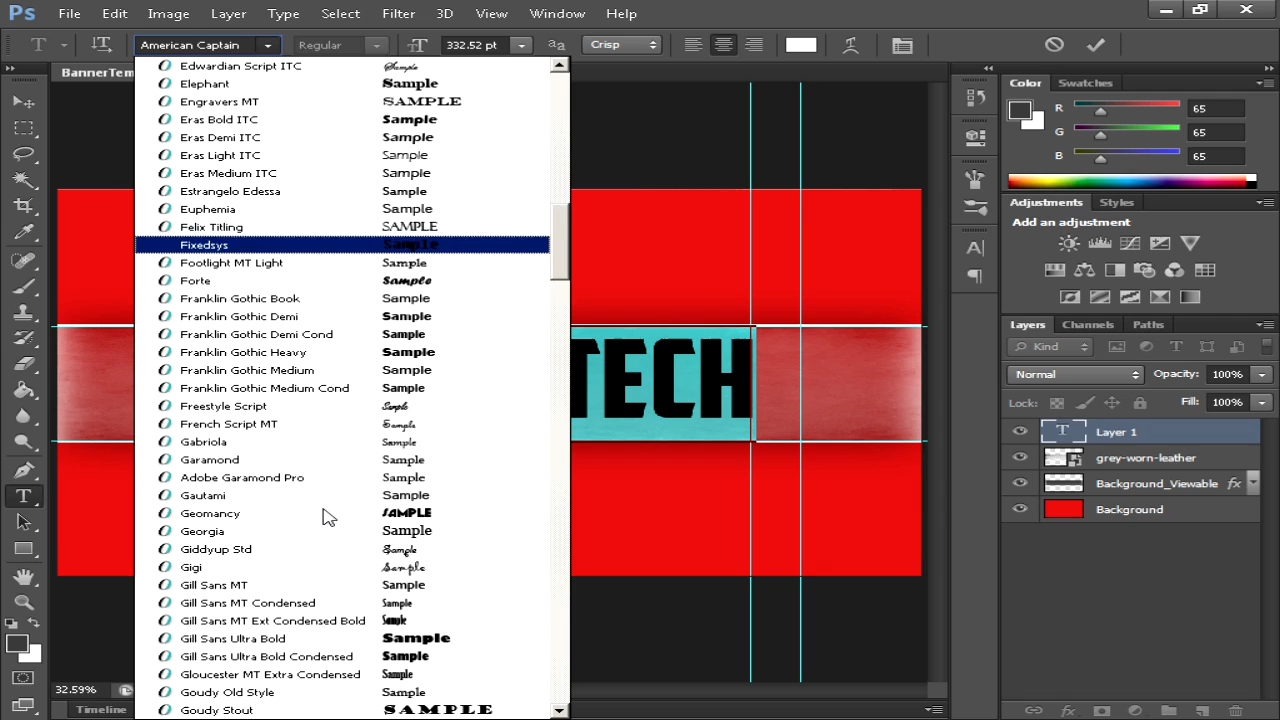 Ps File Edit Image Layer Type Select Filter 3D View Window Help
T American Captain Regular 332.52 pt Crisp
BannerTem
Edwardian Script ITC Sample
Elephant Sample
Engravers MT SAMPLE
Eras Bold ITC Sample
Eras Demi ITC Sample
Eras Light ITC Sample
Eras Medium ITC Sample
Estrangelo Edessa Sample
Euphemia Sample
Felix Titling SAMPLE
Fixedsys Sample
Footlight MT Light Sample
Forte Sample
Franklin Gothic Book Sample
Franklin Gothic Demi Sample
Franklin Gothic Demi Cond Sample
Franklin Gothic Heavy Sample
Franklin Gothic Medium Sample
Franklin Gothic Medium Cond Sample
Freestyle Script Sample
French Script MT Sample
Gabriola Sample
Garamond Sample
Adobe Garamond Pro Sample
Gautami Sample
Geomancy SAMPLE
Georgia Sample
Giddyup Std Sample
Gigi Sample
Gill Sans MT Sample
Gill Sans MT Condensed Sample
Gill Sans MT Ext Condensed Bold Sample
Gill Sans Ultra Bold Sample
Gill Sans Ultra Bold Condensed Sample
Gloucester MT Extra Condensed Sample
Goudy Old Style Sample
Goudy Stout SAMPLE
TECH
32.59%
Timeline
Color Swatches
R 65
G 65
B 65
Adjustments Styles
Add an adjustment
Layers Channels Paths
Kind
Normal Opacity: 100%
Lock: Fill: 100%
T Layer 1
grey-worn-leather
Background_Viewable fx
Background